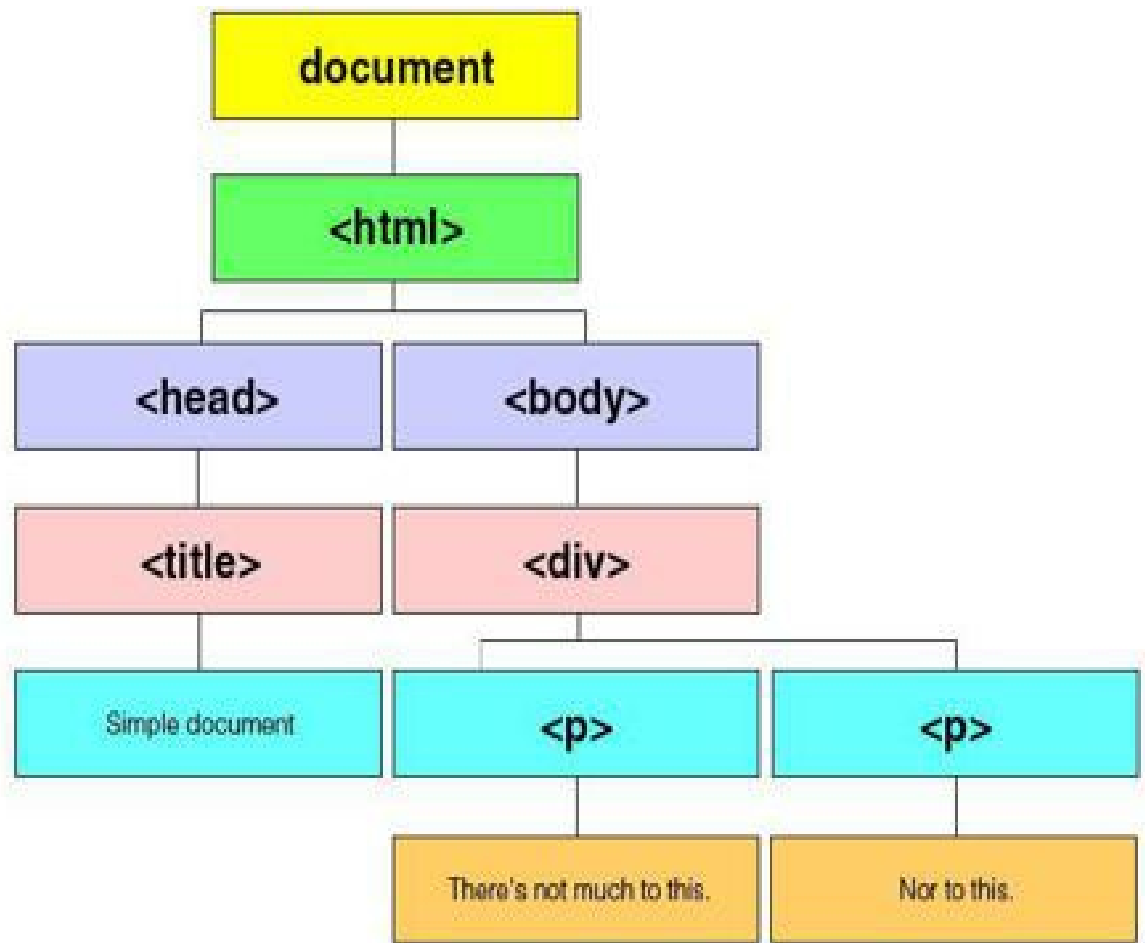 document
<html>
<head>
<body>
<title>
<div>
Simple document
<p>
<p>
There's not much to this.
Nor to this.